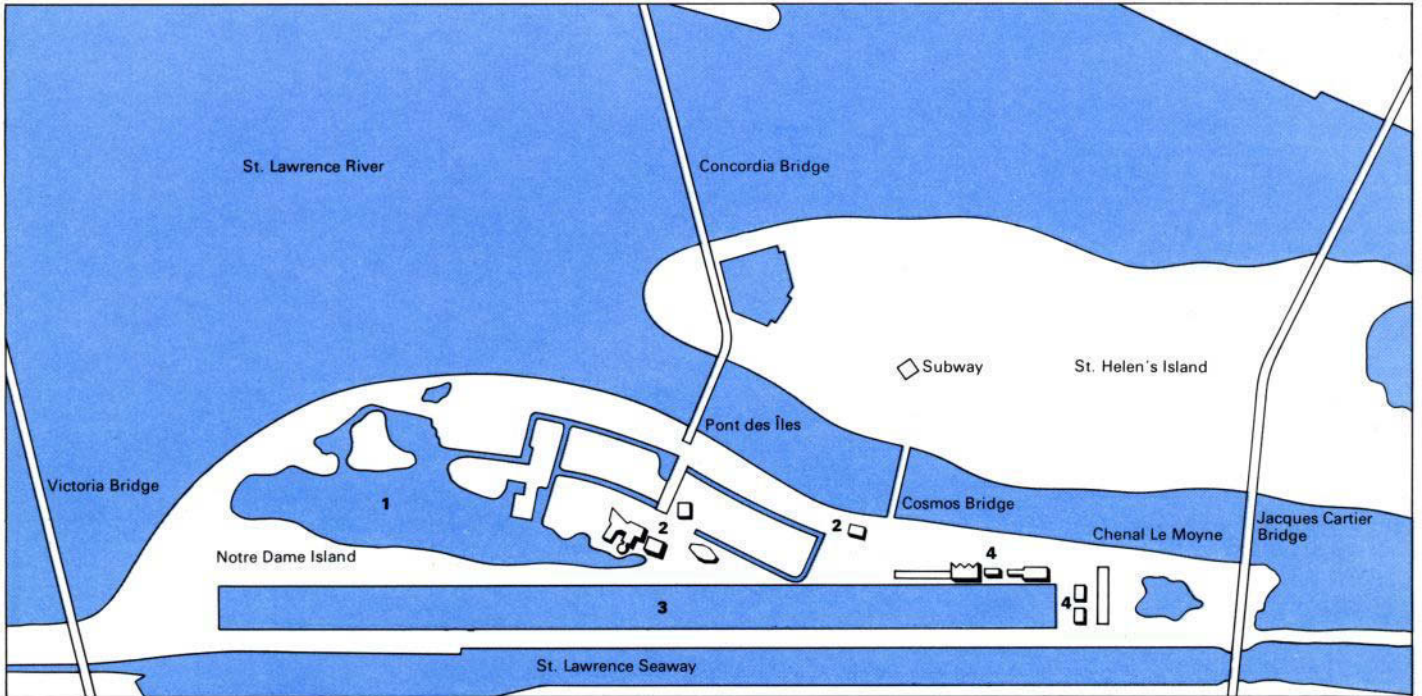 St. Lawrence River
Concordia Bridge
Subway
St. Helen's Island
Pont des Îles
Victoria Bridge
1
Cosmos Bridge
Jacques Cartier
Bridge
2
2
Chenal Le Moyne
Notre Dame Island
4
3
4
St. Lawrence Seaway